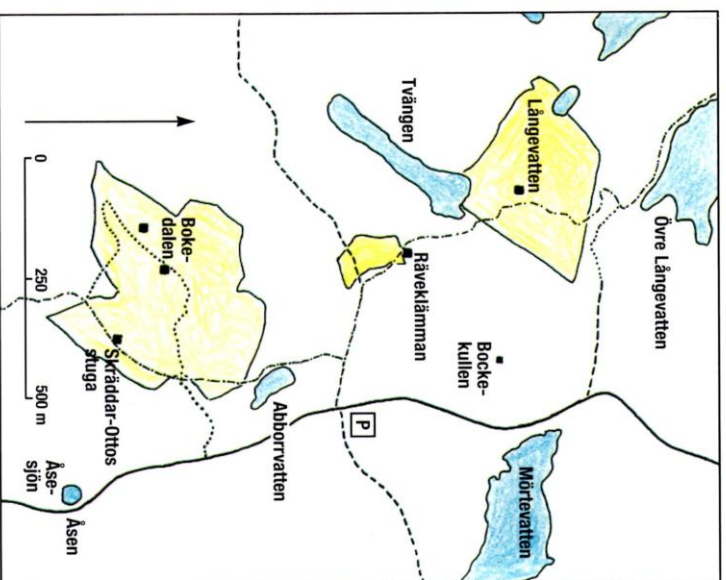 Övre Långevatten
Långevatten
Tvängen
Räveklämman
Bocke-
kullen
Mörtevatten
P
Abborrvatten
Boke-
dalen
Skräddar-Ottos
stuga
Åse-
sjön
Åsen
0
250
500 m